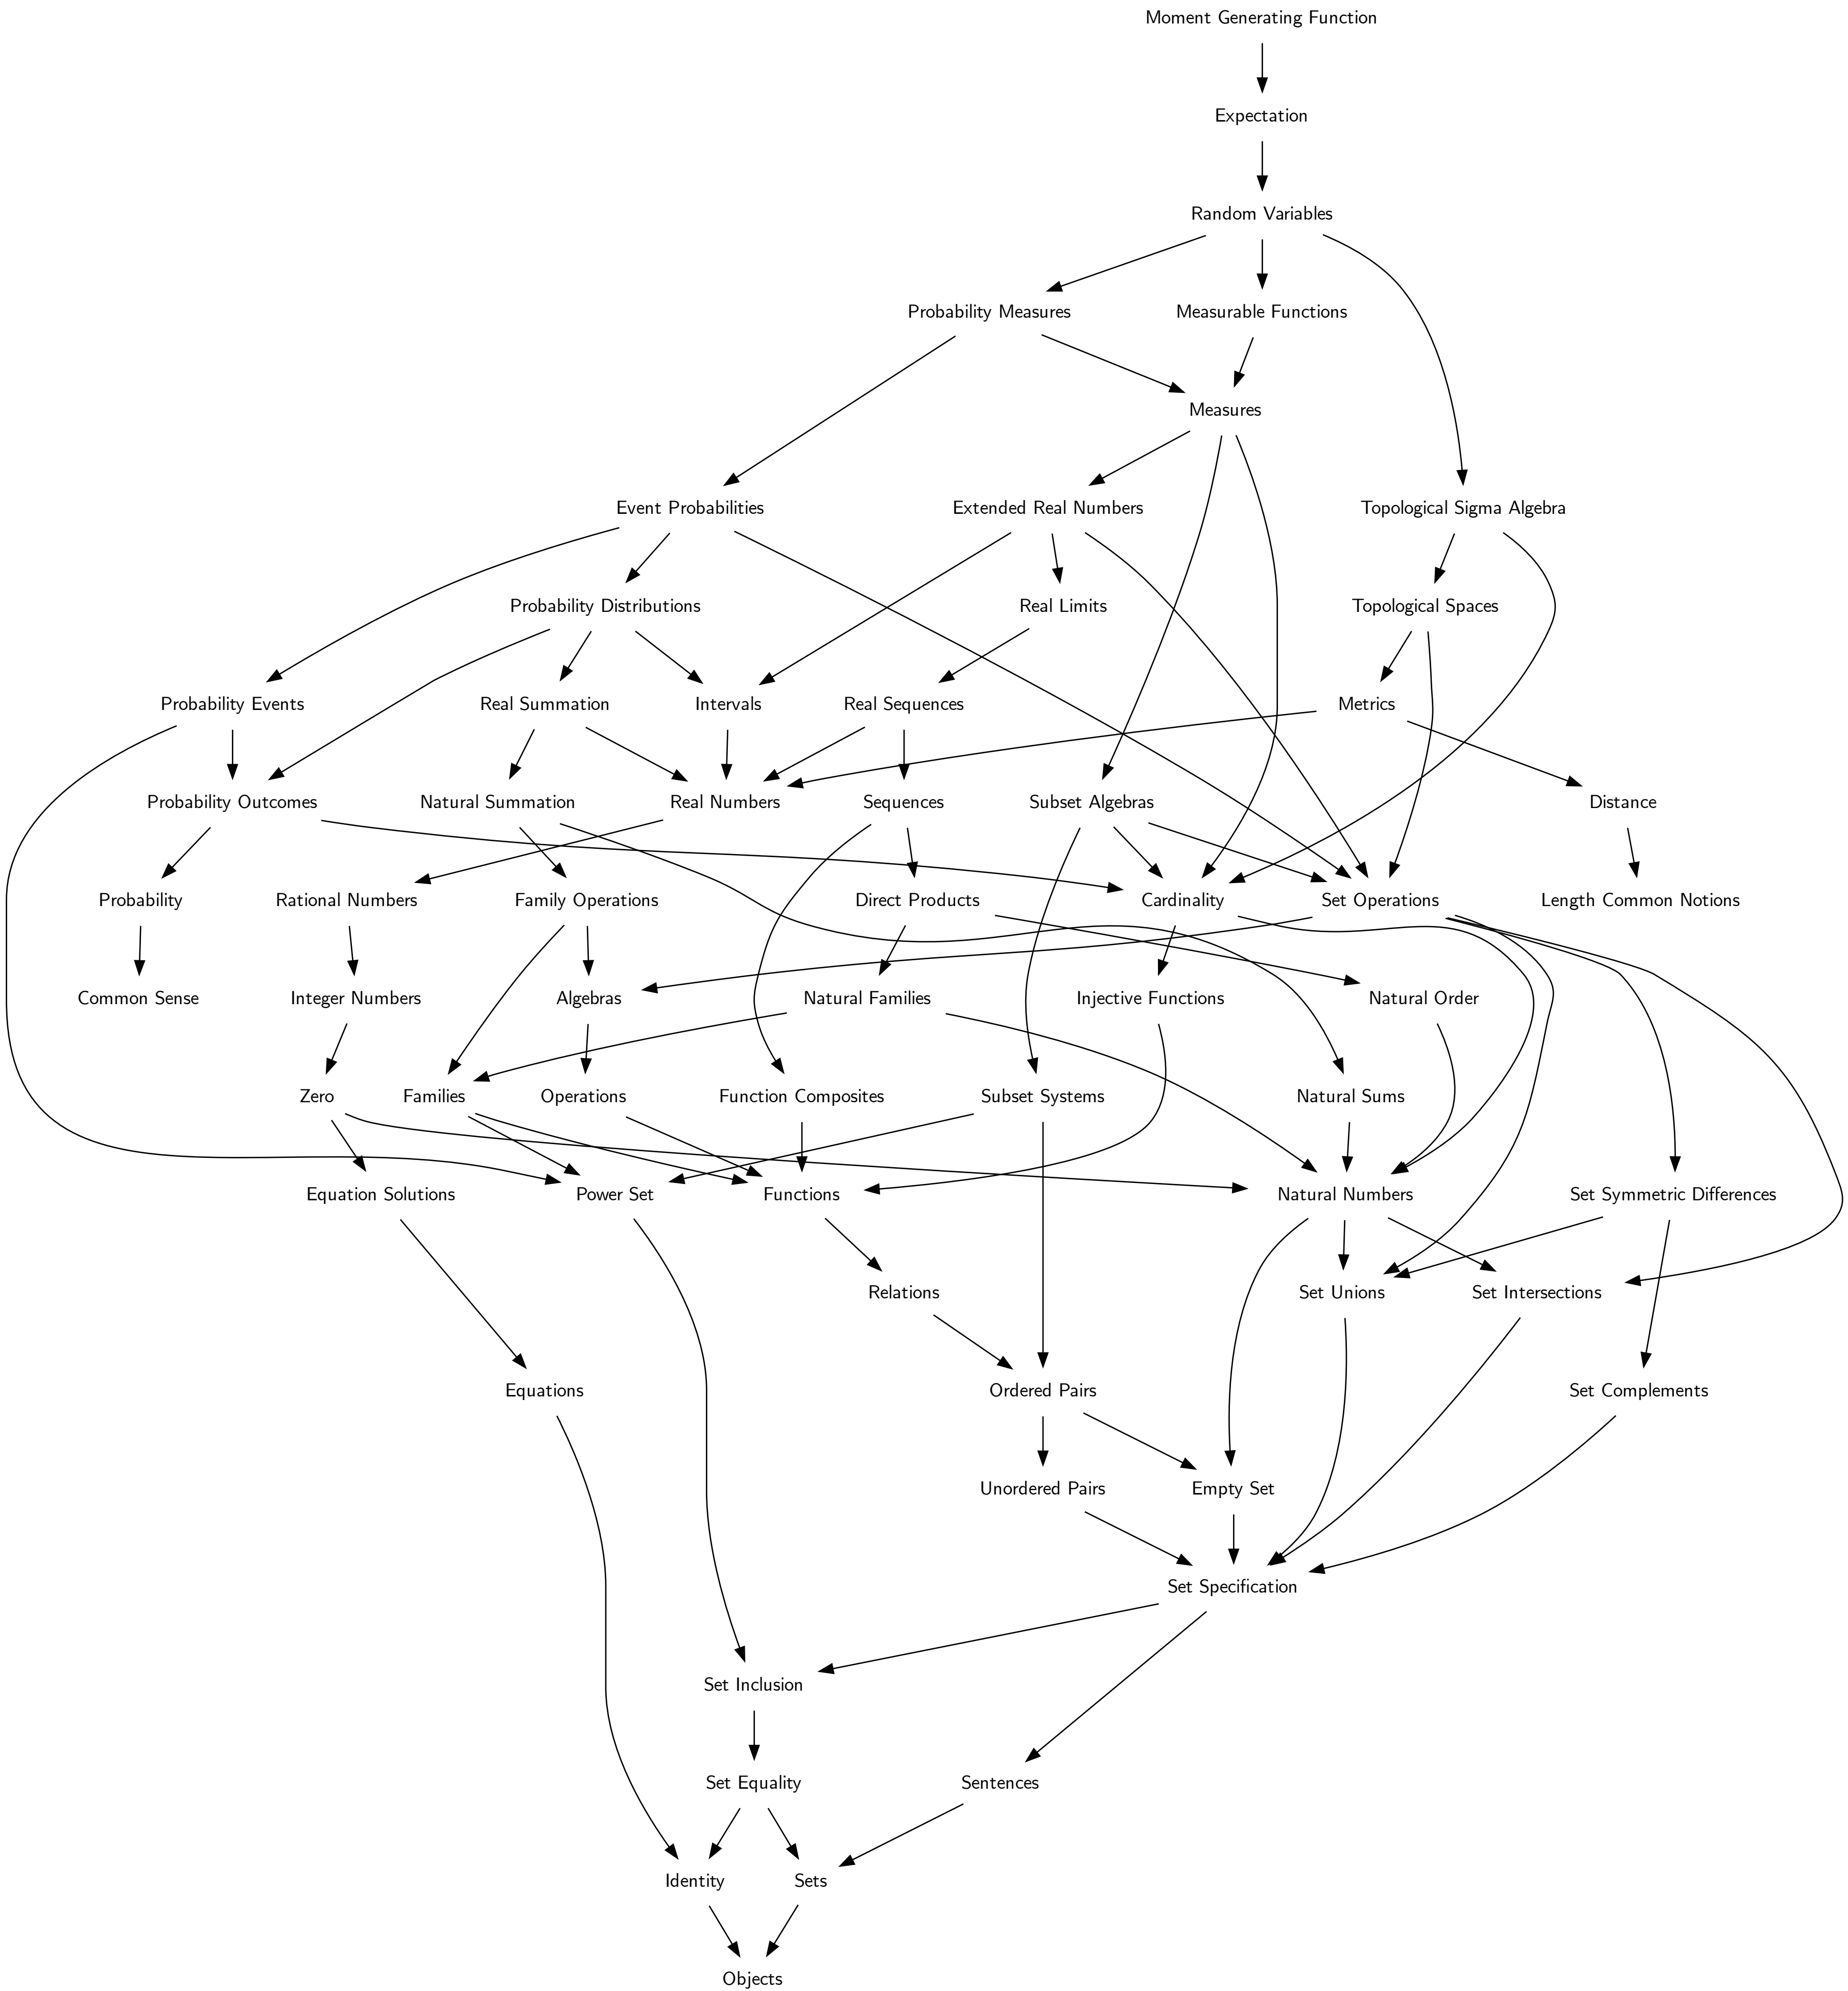 Moment Generating Function
Expectation
Random Variables
Probability Measures
Measurable Functions
Measures
Event Probabilities
Extended Real Numbers
Topological Sigma Algebra
Probability Distributions
Real Limits
Topological Spaces
Probability Events
Real Summation
Intervals
Real Sequences
Metrics
Probability Outcomes
Natural Summation
Real Numbers
Sequences
Subset Algebras
Distance
Probability
Rational Numbers
Family Operations
Direct Products
Cardinality
Set Operations
Length Common Notions
Common Sense
Integer Numbers
Algebras
Natural Families
Injective Functions
Natural Order
Zero
Families
Operations
Function Composites
Subset Systems
Natural Sums
Equation Solutions
Power Set
Functions
Natural Numbers
Set Symmetric Differences
Relations
Set Unions
Set Intersections
Equations
Ordered Pairs
Set Complements
Unordered Pairs
Empty Set
Set Specification
Set Inclusion
Set Equality
Sentences
Identity
Sets
Objects